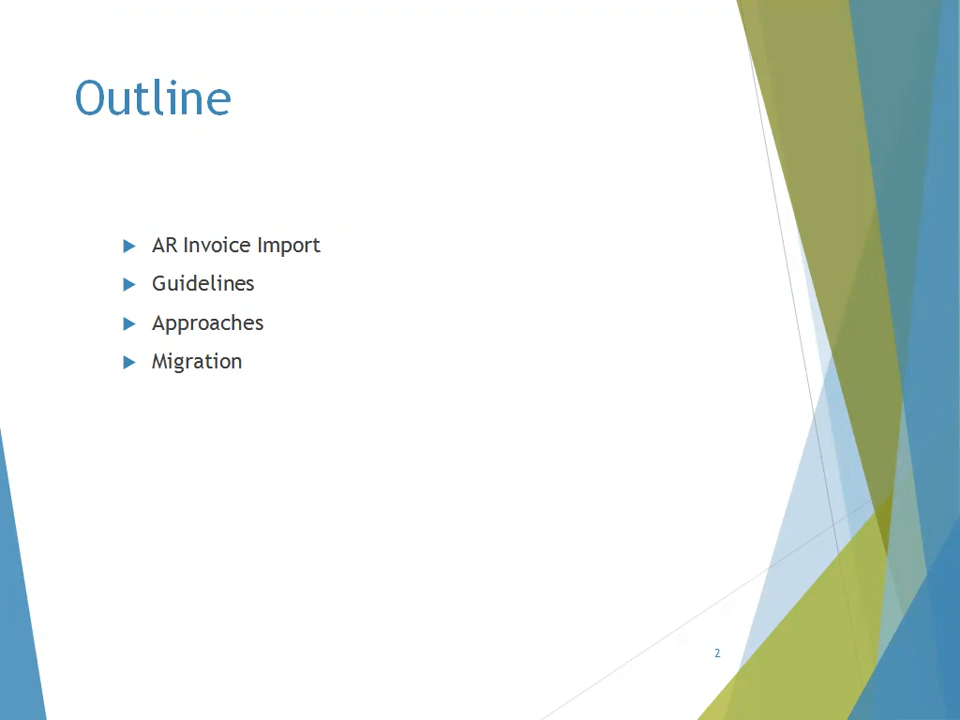 Outline
AR Invoice Import
Guidelines
Approaches
Migration
2